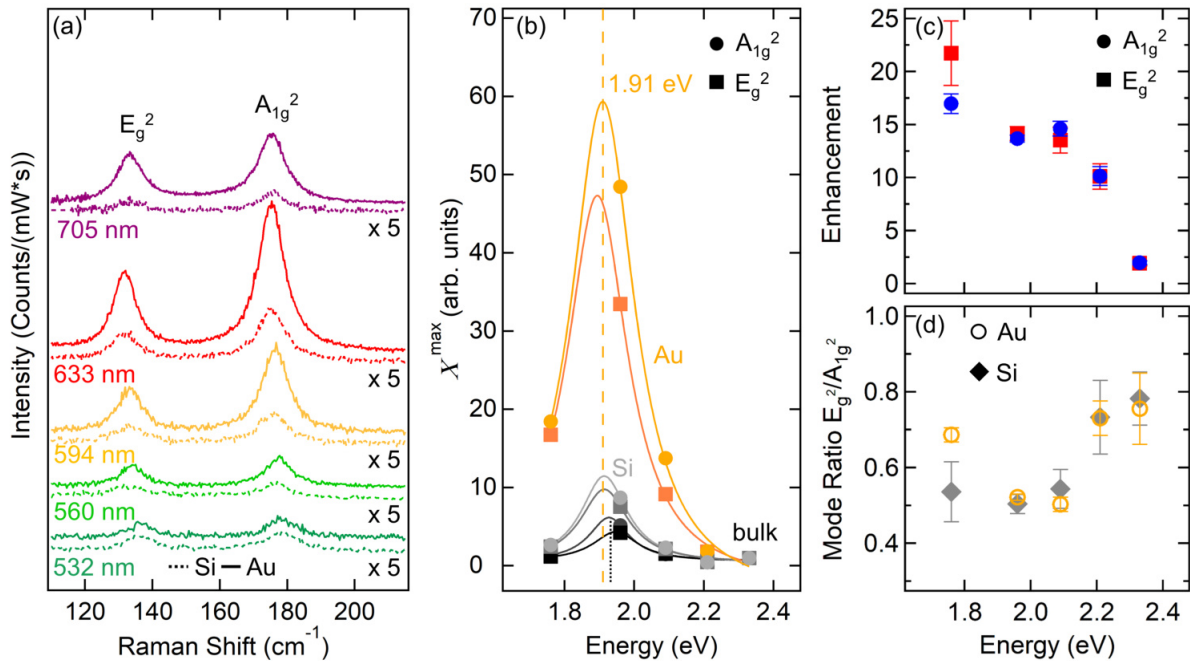 (a)
E_g^2
A_1g^2
705 nm
x 5
633 nm
x 5
594 nm
x 5
560 nm
x 5
532 nm
Si
Au
x 5
Intensity (Counts/(mW*s))
120 140 160 180 200
Raman Shift (cm^-1)
(b)
A_1g^2
E_g^2
1.91 eV
Au
Si
bulk
70
60
50
40
30
20
10
0
X^max (arb. units)
1.8 2.0 2.2 2.4
Energy (eV)
(c)
A_1g^2
E_g^2
25
20
15
10
5
0
Enhancement
(d)
Au
Si
1.0
0.8
0.6
0.4
Mode Ratio E_g^2/A_1g^2
1.8 2.0 2.2 2.4
Energy (eV)